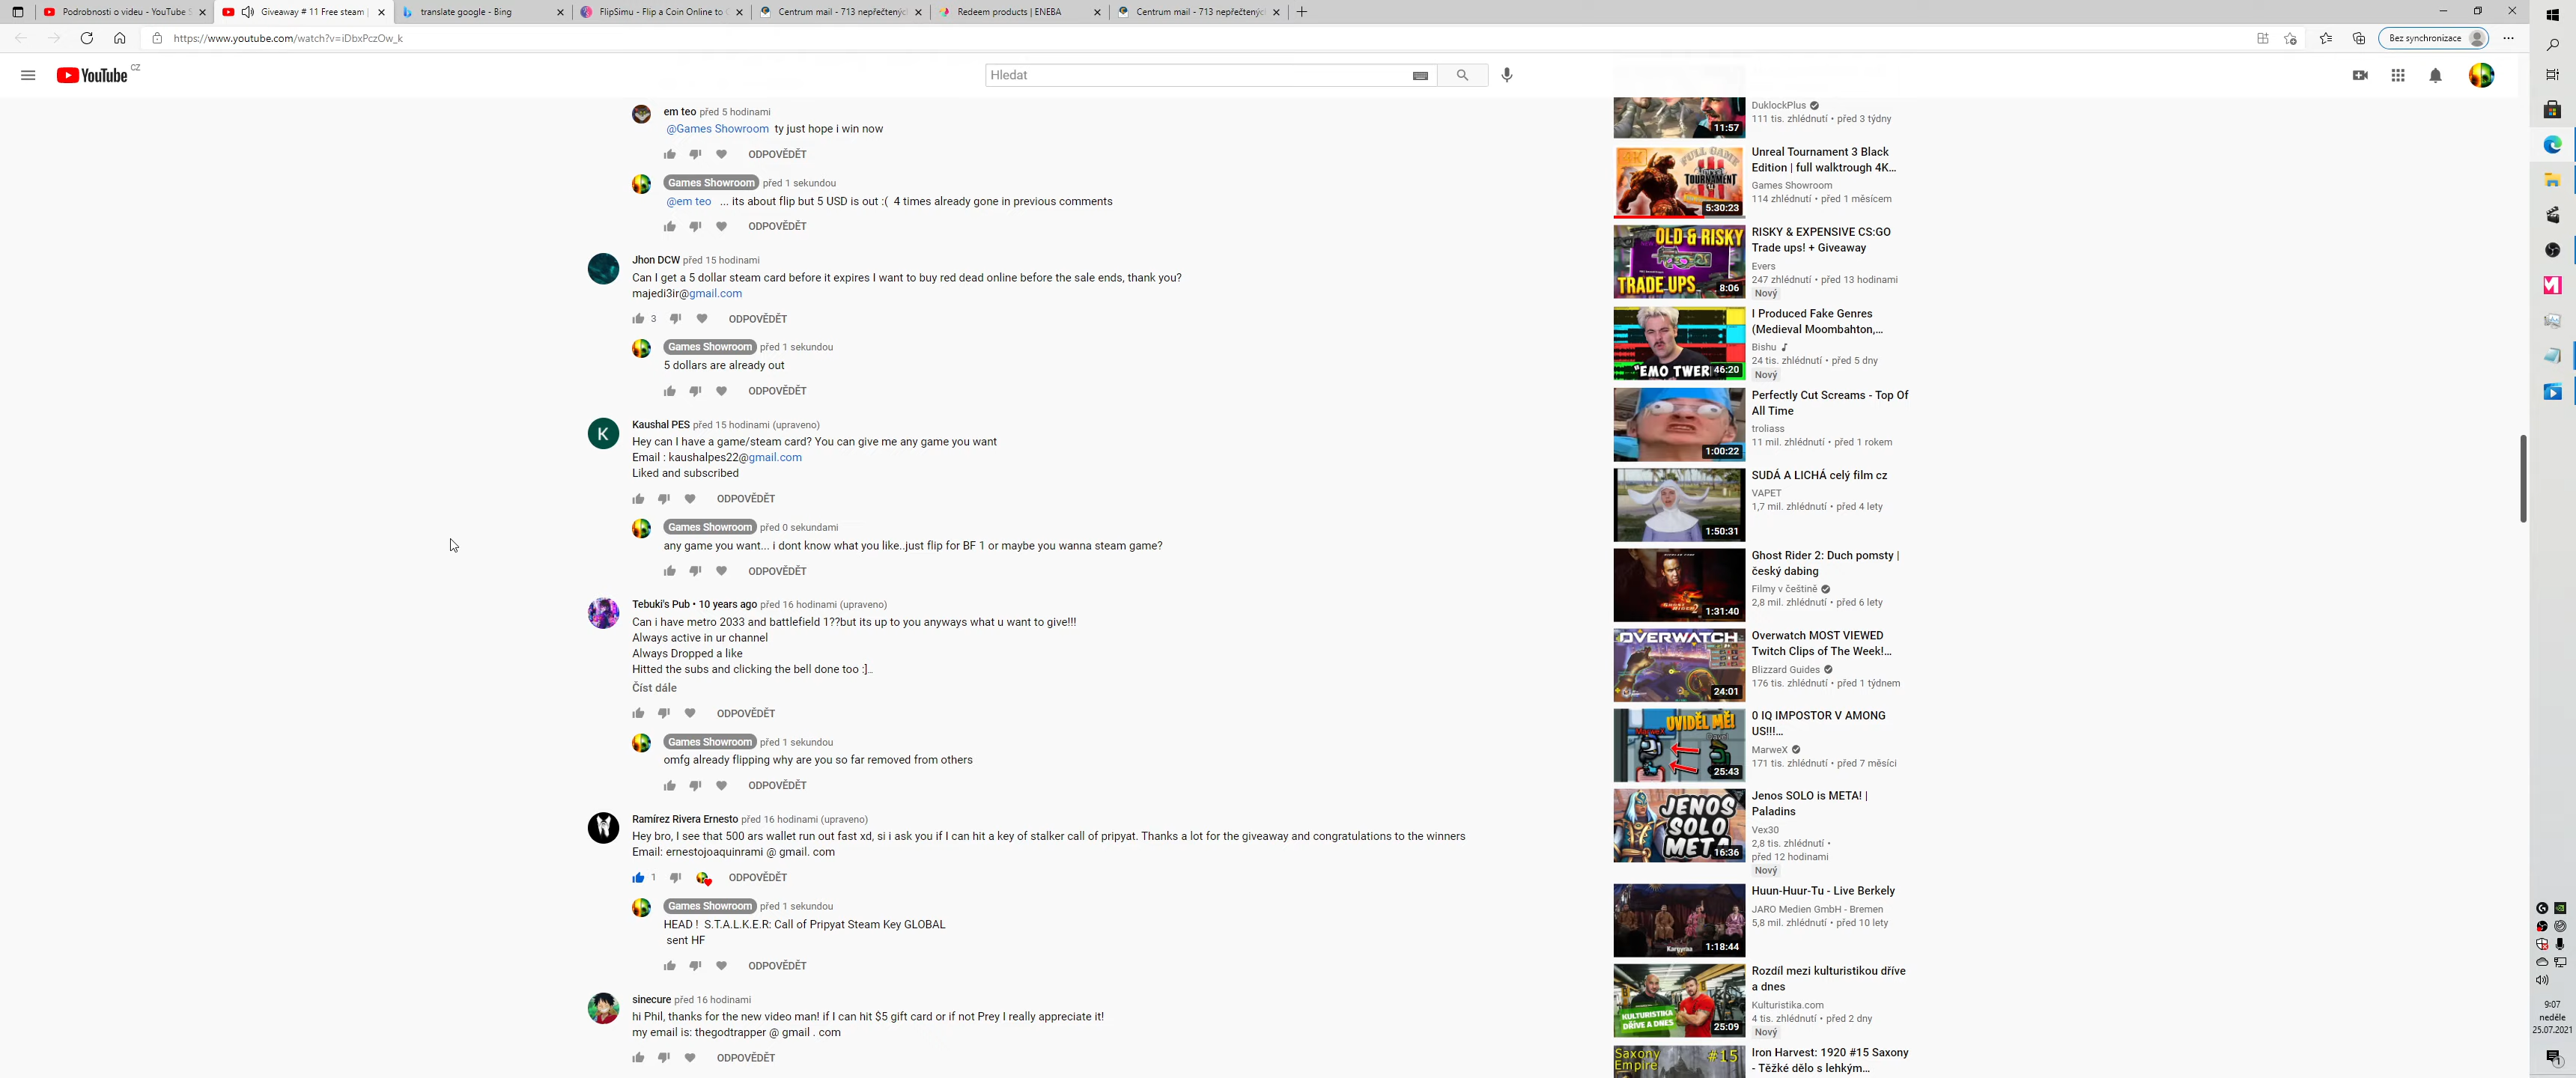 Podrobnosti o videu - YouTube S
Giveaway # 11 Free steam |
translate google - Bing
FlipSimu - Flip a Coin Online to
Centrum mail - 713 nepřečtenýc
Redeem products | ENEBA
Centrum mail - 713 nepřečtenýc
https://www.youtube.com/watch?v=iDbxPczOw_k
Bez synchronizace
YouTube CZ
Hledat
em teo před 5 hodinami
@Games Showroom ty just hope i win now
ODPOVĚDĚT
Games Showroom před 1 sekundou
@em teo ... its about flip but 5 USD is out :( 4 times already gone in previous comments
ODPOVĚDĚT
Jhon DCW před 15 hodinami
Can I get a 5 dollar steam card before it expires I want to buy red dead online before the sale ends, thank you?
majedi3ir@gmail.com
3 ODPOVĚDĚT
Games Showroom před 1 sekundou
5 dollars are already out
ODPOVĚDĚT
K
Kaushal PES před 15 hodinami (upraveno)
Hey can I have a game/steam card? You can give me any game you want
Email : kaushalpes22@gmail.com
Liked and subscribed
ODPOVĚDĚT
Games Showroom před 0 sekundami
any game you want... i dont know what you like..just flip for BF 1 or maybe you wanna steam game?
ODPOVĚDĚT
Tebuki's Pub • 10 years ago před 16 hodinami (upraveno)
Can i have metro 2033 and battlefield 1??but its up to you anyways what u want to give!!!
Always active in ur channel
Always Dropped a like
Hitted the subs and clicking the bell done too :]..
Číst dále
ODPOVĚDĚT
Games Showroom před 1 sekundou
omfg already flipping why are you so far removed from others
ODPOVĚDĚT
Ramírez Rivera Ernesto před 16 hodinami (upraveno)
Hey bro, I see that 500 ars wallet run out fast xd, si i ask you if I can hit a key of stalker call of pripyat. Thanks a lot for the giveaway and congratulations to the winners
Email: ernestojoaquinrami @ gmail. com
1 ODPOVĚDĚT
Games Showroom před 1 sekundou
HEAD ! S.T.A.L.K.E.R: Call of Pripyat Steam Key GLOBAL
sent HF
ODPOVĚDĚT
sinecure před 16 hodinami
hi Phil, thanks for the new video man! if I can hit $5 gift card or if not Prey I really appreciate it!
my email is: thegodtrapper @ gmail . com
ODPOVĚDĚT
11:57
DuklockPlus
111 tis. zhlédnutí • před 3 týdny
FULL GAME
TOURNAMENT
5:30:23
Unreal Tournament 3 Black
Edition | full walktrough 4K...
Games Showroom
114 zhlédnutí • před 1 měsícem
OLD & RISKY
TRADE UPS
8:06
RISKY & EXPENSIVE CS:GO
Trade ups! + Giveaway
Evers
247 zhlédnutí • před 13 hodinami
Nový
"EMO TWER
46:20
I Produced Fake Genres
(Medieval Moombahton,...
Bishu
24 tis. zhlédnutí • před 5 dny
Nový
1:00:22
Perfectly Cut Screams - Top Of
All Time
troliass
11 mil. zhlédnutí • před 1 rokem
1:50:31
SUDÁ A LICHÁ celý film cz
VAPET
1,7 mil. zhlédnutí • před 4 lety
1:31:40
Ghost Rider 2: Duch pomsty |
český dabing
Filmy v češtině
2,8 mil. zhlédnutí • před 6 lety
OVERWATCH
24:01
Overwatch MOST VIEWED
Twitch Clips of The Week!...
Blizzard Guides
176 tis. zhlédnutí • před 1 týdnem
UVIDĚL MĚ!
MarweX
25:43
0 IQ IMPOSTOR V AMONG
US!!!...
MarweX
171 tis. zhlédnutí • před 7 měsíci
JENOS
SOLO
META
16:36
Jenos SOLO is META! |
Paladins
Vex30
2,8 tis. zhlédnutí •
před 12 hodinami
Nový
Kargyraa
1:18:44
Huun-Huur-Tu - Live Berkely
JARO Medien GmbH - Bremen
5,8 mil. zhlédnutí • před 10 lety
KULTURISTIKA
DŘÍVE A DNES
25:09
Rozdíl mezi kulturistikou dříve
a dnes
Kulturistika.com
4 tis. zhlédnutí • před 2 dny
Nový
Saxony
Empire
#15
Iron Harvest: 1920 #15 Saxony
- Těžké dělo s lehkým...
9:07
neděle
25.07.2021
1